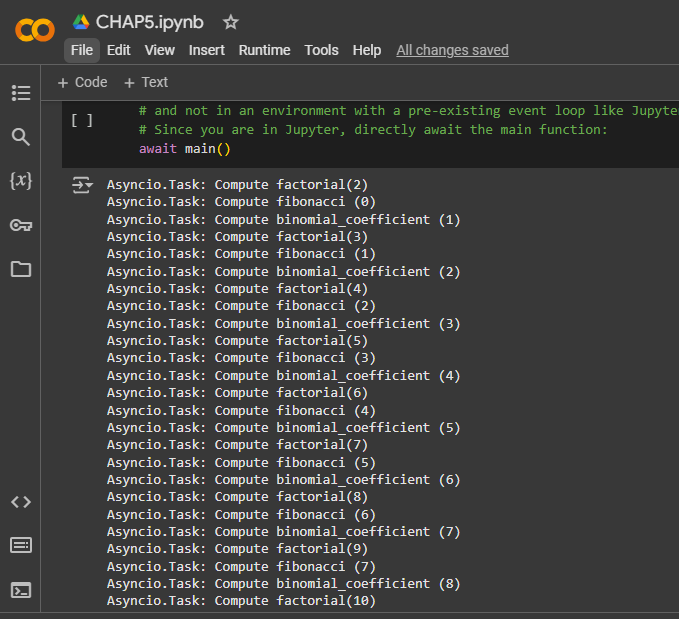 CHAP5.ipynb
File Edit View Insert Runtime Tools Help All changes saved
+ Code + Text
# and not in an environment with a pre-existing event loop like Jupyte
[ ] # Since you are in Jupyter, directly await the main function:
await main()
Asyncio.Task: Compute factorial(2)
Asyncio.Task: Compute fibonacci (0)
Asyncio.Task: Compute binomial_coefficient (1)
Asyncio.Task: Compute factorial(3)
Asyncio.Task: Compute fibonacci (1)
Asyncio.Task: Compute binomial_coefficient (2)
Asyncio.Task: Compute factorial(4)
Asyncio.Task: Compute fibonacci (2)
Asyncio.Task: Compute binomial_coefficient (3)
Asyncio.Task: Compute factorial(5)
Asyncio.Task: Compute fibonacci (3)
Asyncio.Task: Compute binomial_coefficient (4)
Asyncio.Task: Compute factorial(6)
Asyncio.Task: Compute fibonacci (4)
Asyncio.Task: Compute binomial_coefficient (5)
Asyncio.Task: Compute factorial(7)
Asyncio.Task: Compute fibonacci (5)
Asyncio.Task: Compute binomial_coefficient (6)
Asyncio.Task: Compute factorial(8)
Asyncio.Task: Compute fibonacci (6)
Asyncio.Task: Compute binomial_coefficient (7)
Asyncio.Task: Compute factorial(9)
Asyncio.Task: Compute fibonacci (7)
Asyncio.Task: Compute binomial_coefficient (8)
Asyncio.Task: Compute factorial(10)